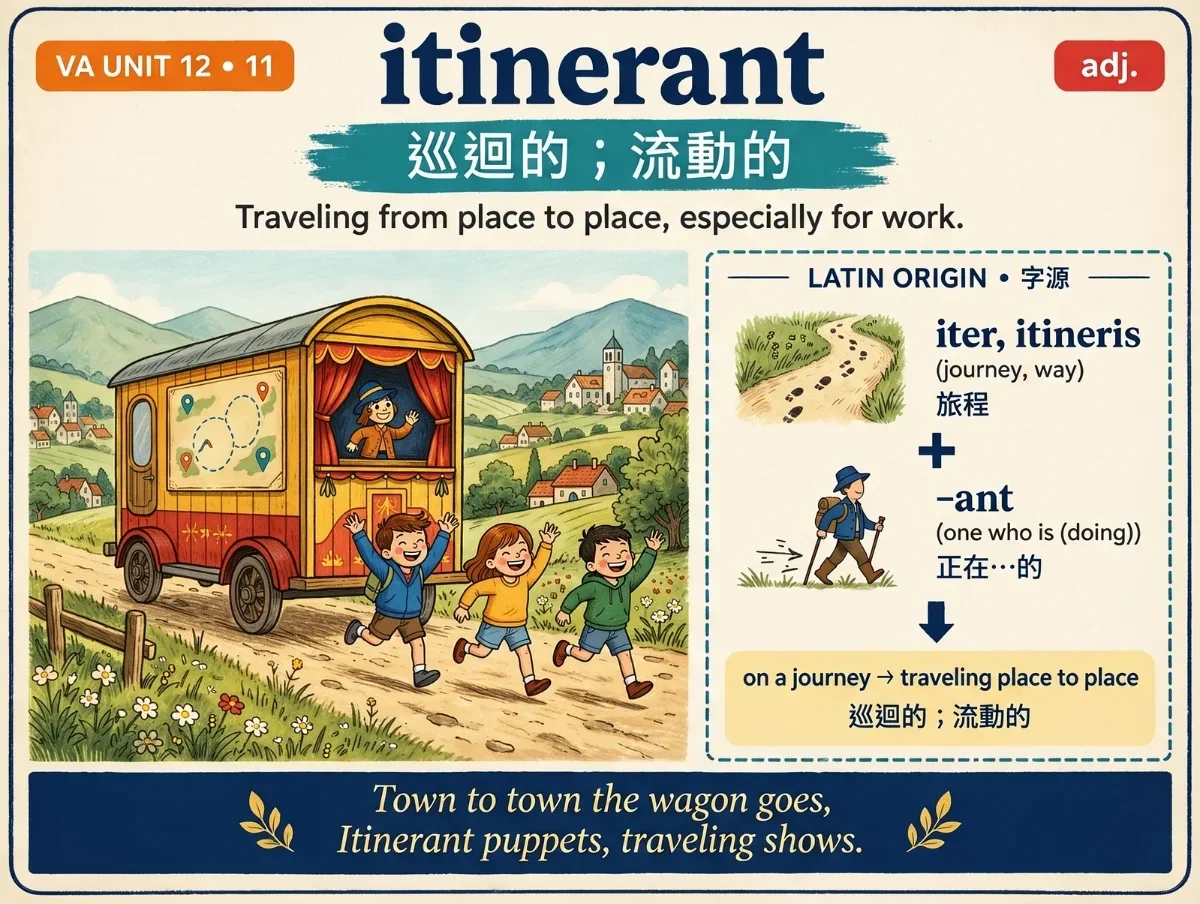 VA UNIT 12 • 11
itinerant
adj.
巡迴的；流動的
Traveling from place to place, especially for work.
LATIN ORIGIN • 字源
iter, itineris
(journey, way)
旅程
+
-ant
(one who is (doing))
正在…的
on a journey → traveling place to place
巡迴的；流動的
Town to town the wagon goes,
Itinerant puppets, traveling shows.